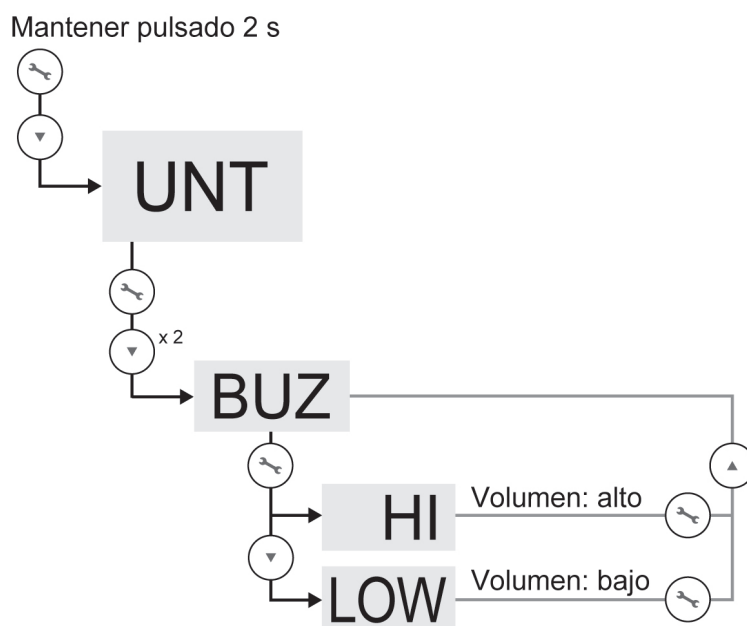 Mantener pulsado 2 s
UNT
x 2
BUZ
HI
Volumen: alto
LOW
Volumen: bajo